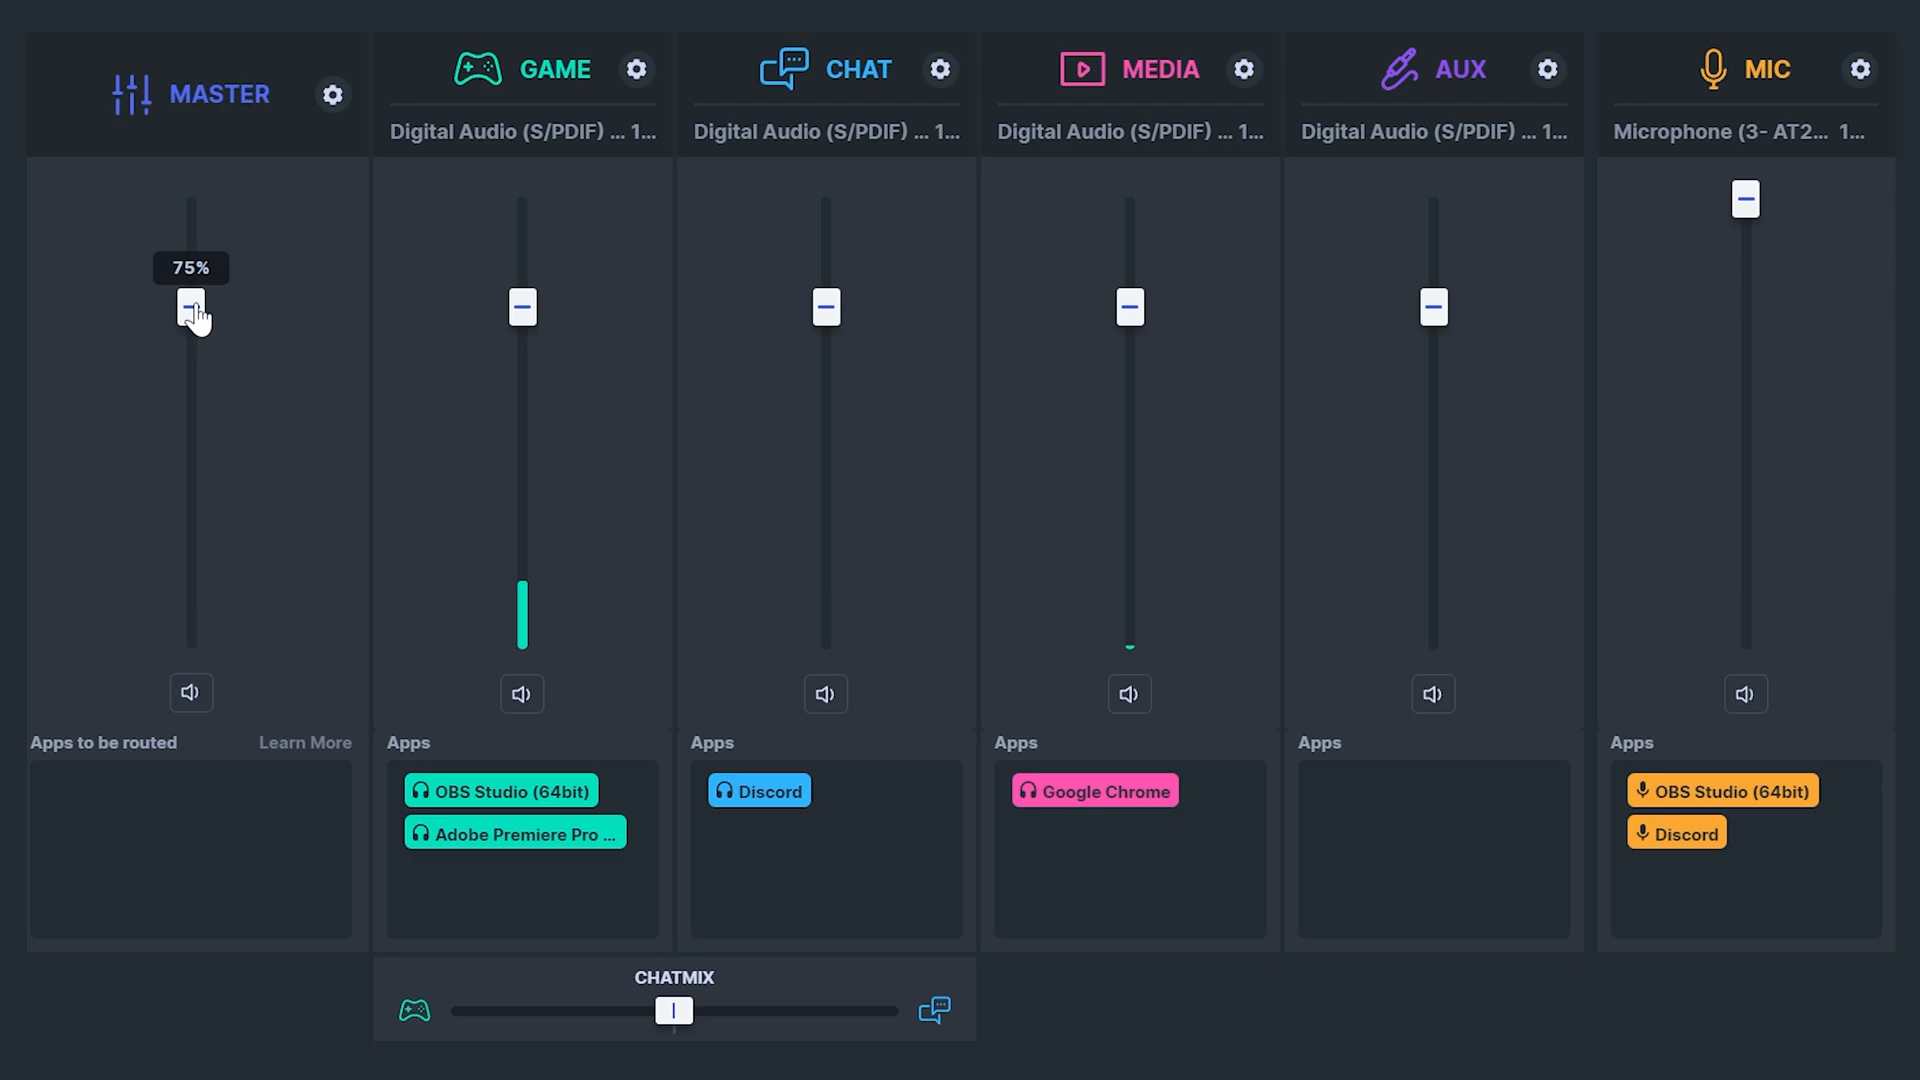 MASTER
GAME
CHAT
MEDIA
AUX
MIC
Digital Audio (S/PDIF) ... 1...
Digital Audio (S/PDIF) ... 1...
Digital Audio (S/PDIF) ... 1...
Digital Audio (S/PDIF) ... 1...
Microphone (3- AT2... 1...
75%
Apps to be routed
Learn More
Apps
Apps
Apps
Apps
Apps
OBS Studio (64bit)
Adobe Premiere Pro ...
Discord
Google Chrome
OBS Studio (64bit)
Discord
CHATMIX